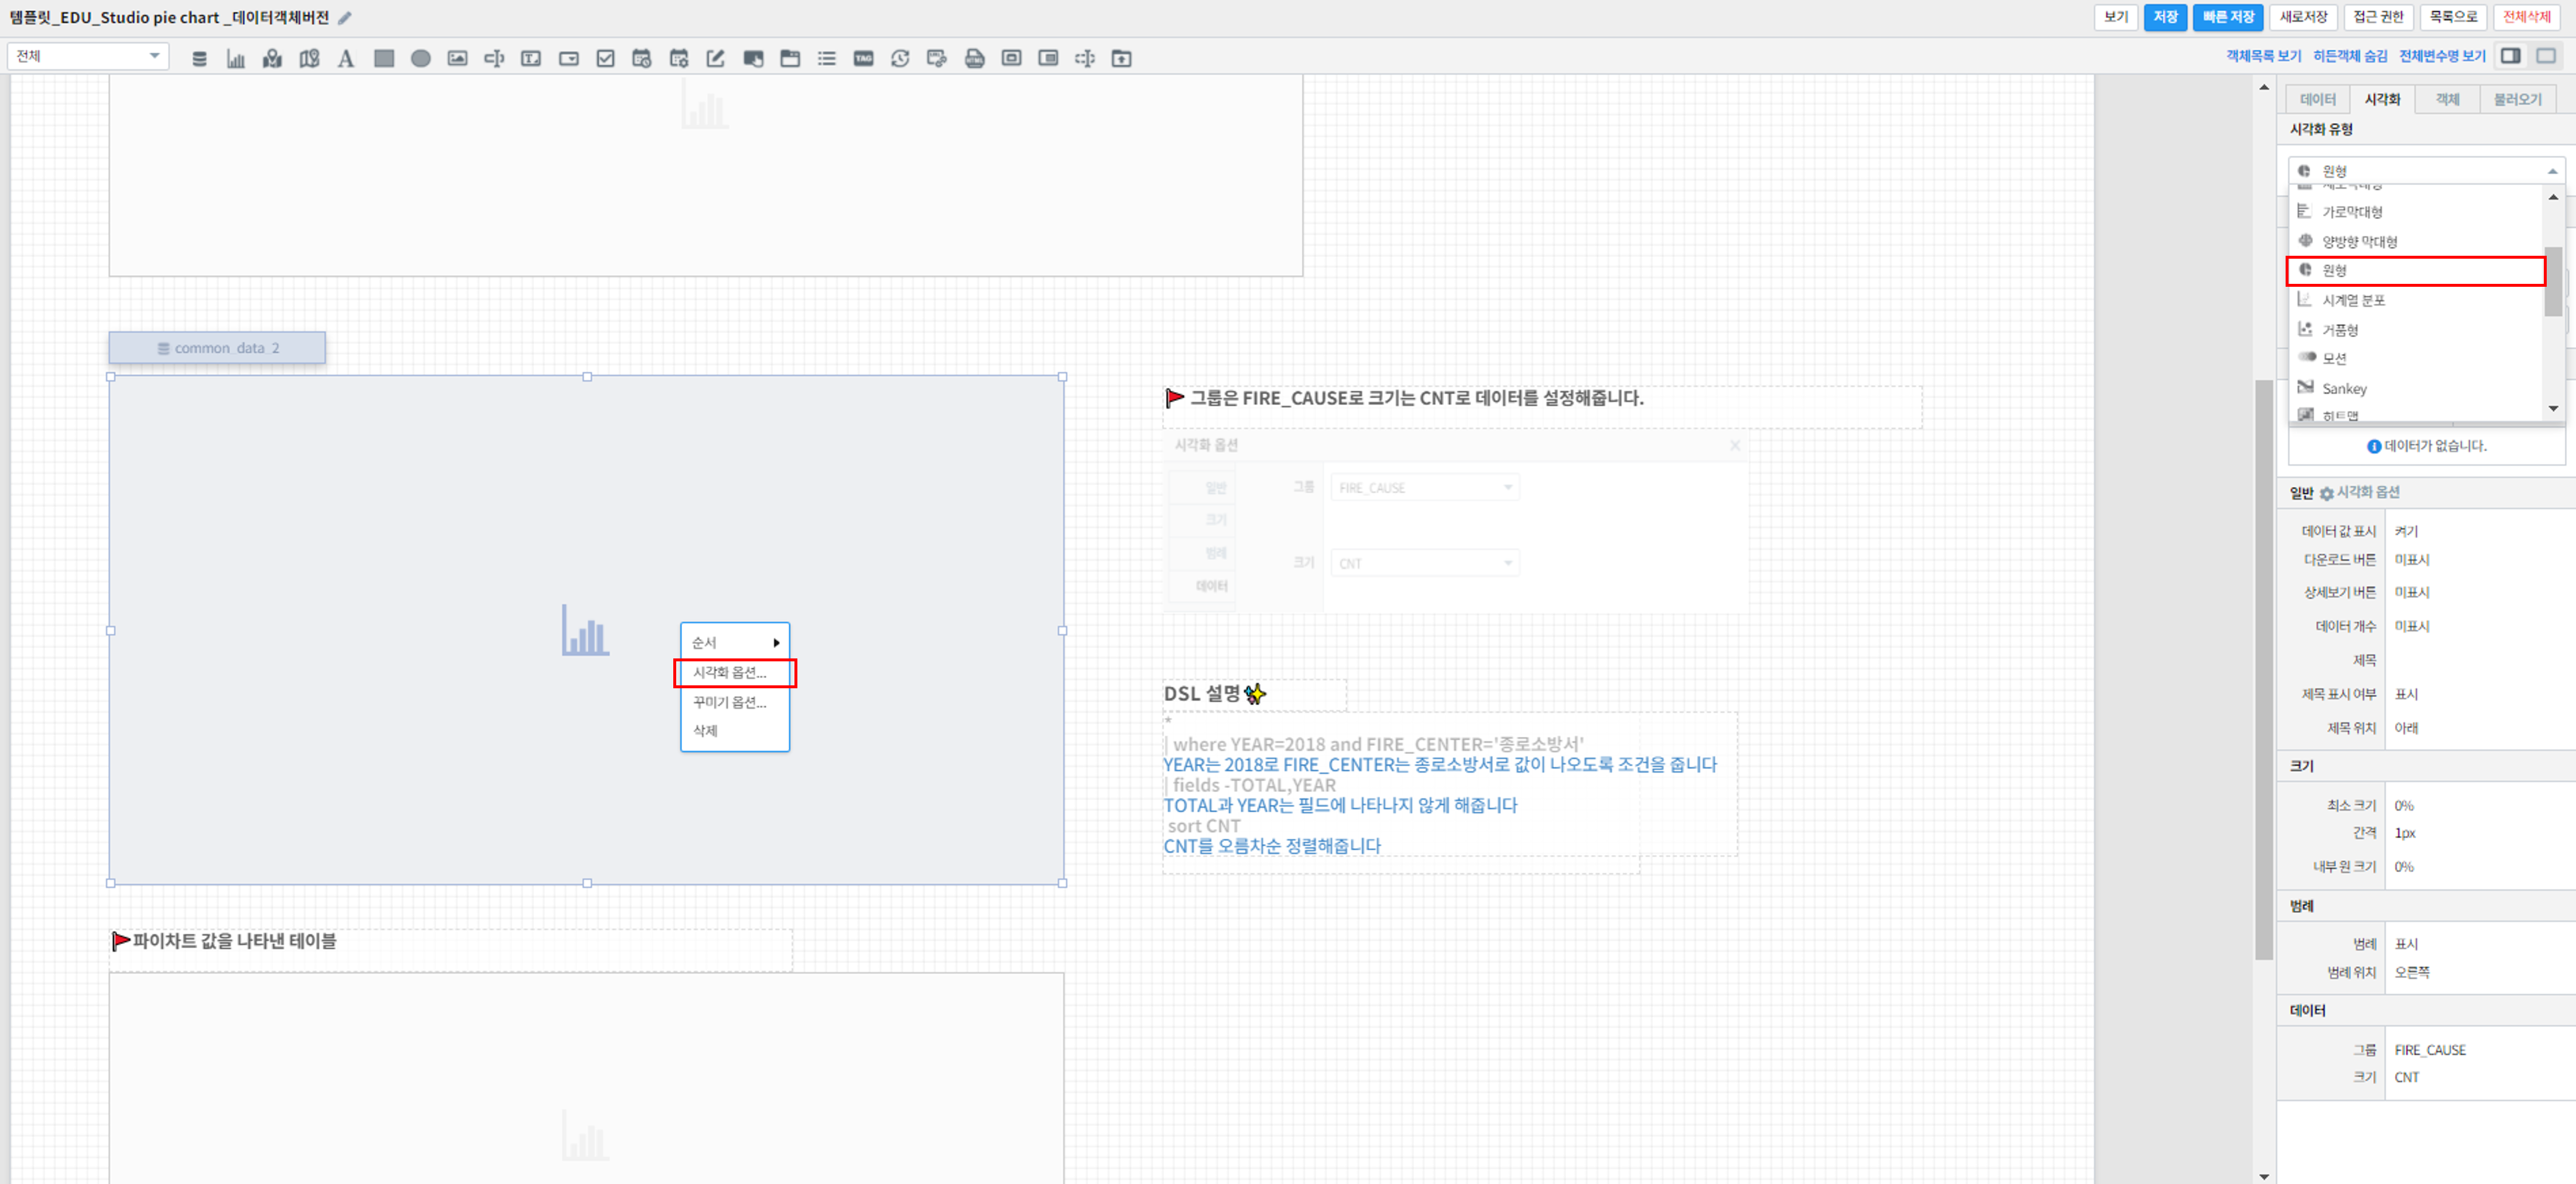 템플릿_EDU_Studio pie chart _데이터객체버전
보기
저장
빠른 저장
새로저장
접근 권한
목록으로
전체삭제
전체
TAG
객체목록 보기
히든객체 숨김
전체변수명 보기
데이터
시각화
객체
불러오기
시각화 유형
원형
세로막대형
가로막대형
양방향 막대형
원형
시계열 분포
거품형
모션
Sankey
히트맵
데이터가 없습니다.
common_data_2
순서
시각화 옵션...
꾸미기 옵션...
삭제
그룹은 FIRE_CAUSE로 크기는 CNT로 데이터를 설정해줍니다.
시각화 옵션
일반
크기
범례
데이터
그룹
FIRE_CAUSE
크기
CNT
DSL 설명
*
| where YEAR=2018 and FIRE_CENTER='종로소방서'
YEAR는 2018로 FIRE_CENTER는 종로소방서로 값이 나오도록 조건을 줍니다
| fields -TOTAL,YEAR
TOTAL과 YEAR는 필드에 나타나지 않게 해줍니다
sort CNT
CNT를 오름차순 정렬해줍니다
파이차트 값을 나타낸 테이블
일반 시각화 옵션
데이터 값 표시 켜기
다운로드 버튼 미표시
상세보기 버튼 미표시
데이터 개수 미표시
제목
제목 표시 여부 표시
제목 위치 아래
크기
최소 크기 0%
간격 1px
내부 원 크기 0%
범례
범례 표시
범례 위치 오른쪽
데이터
그룹 FIRE_CAUSE
크기 CNT